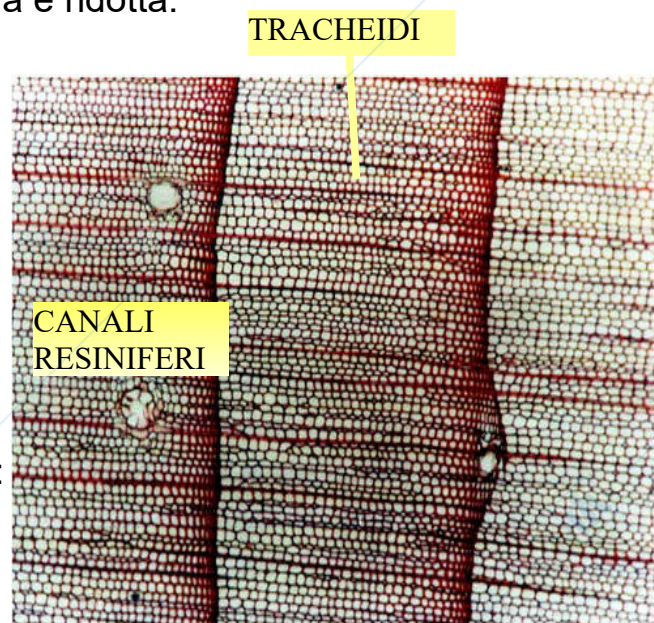 a è ridotta.
TRACHEIDI
CANALI
RESINIFERI
: